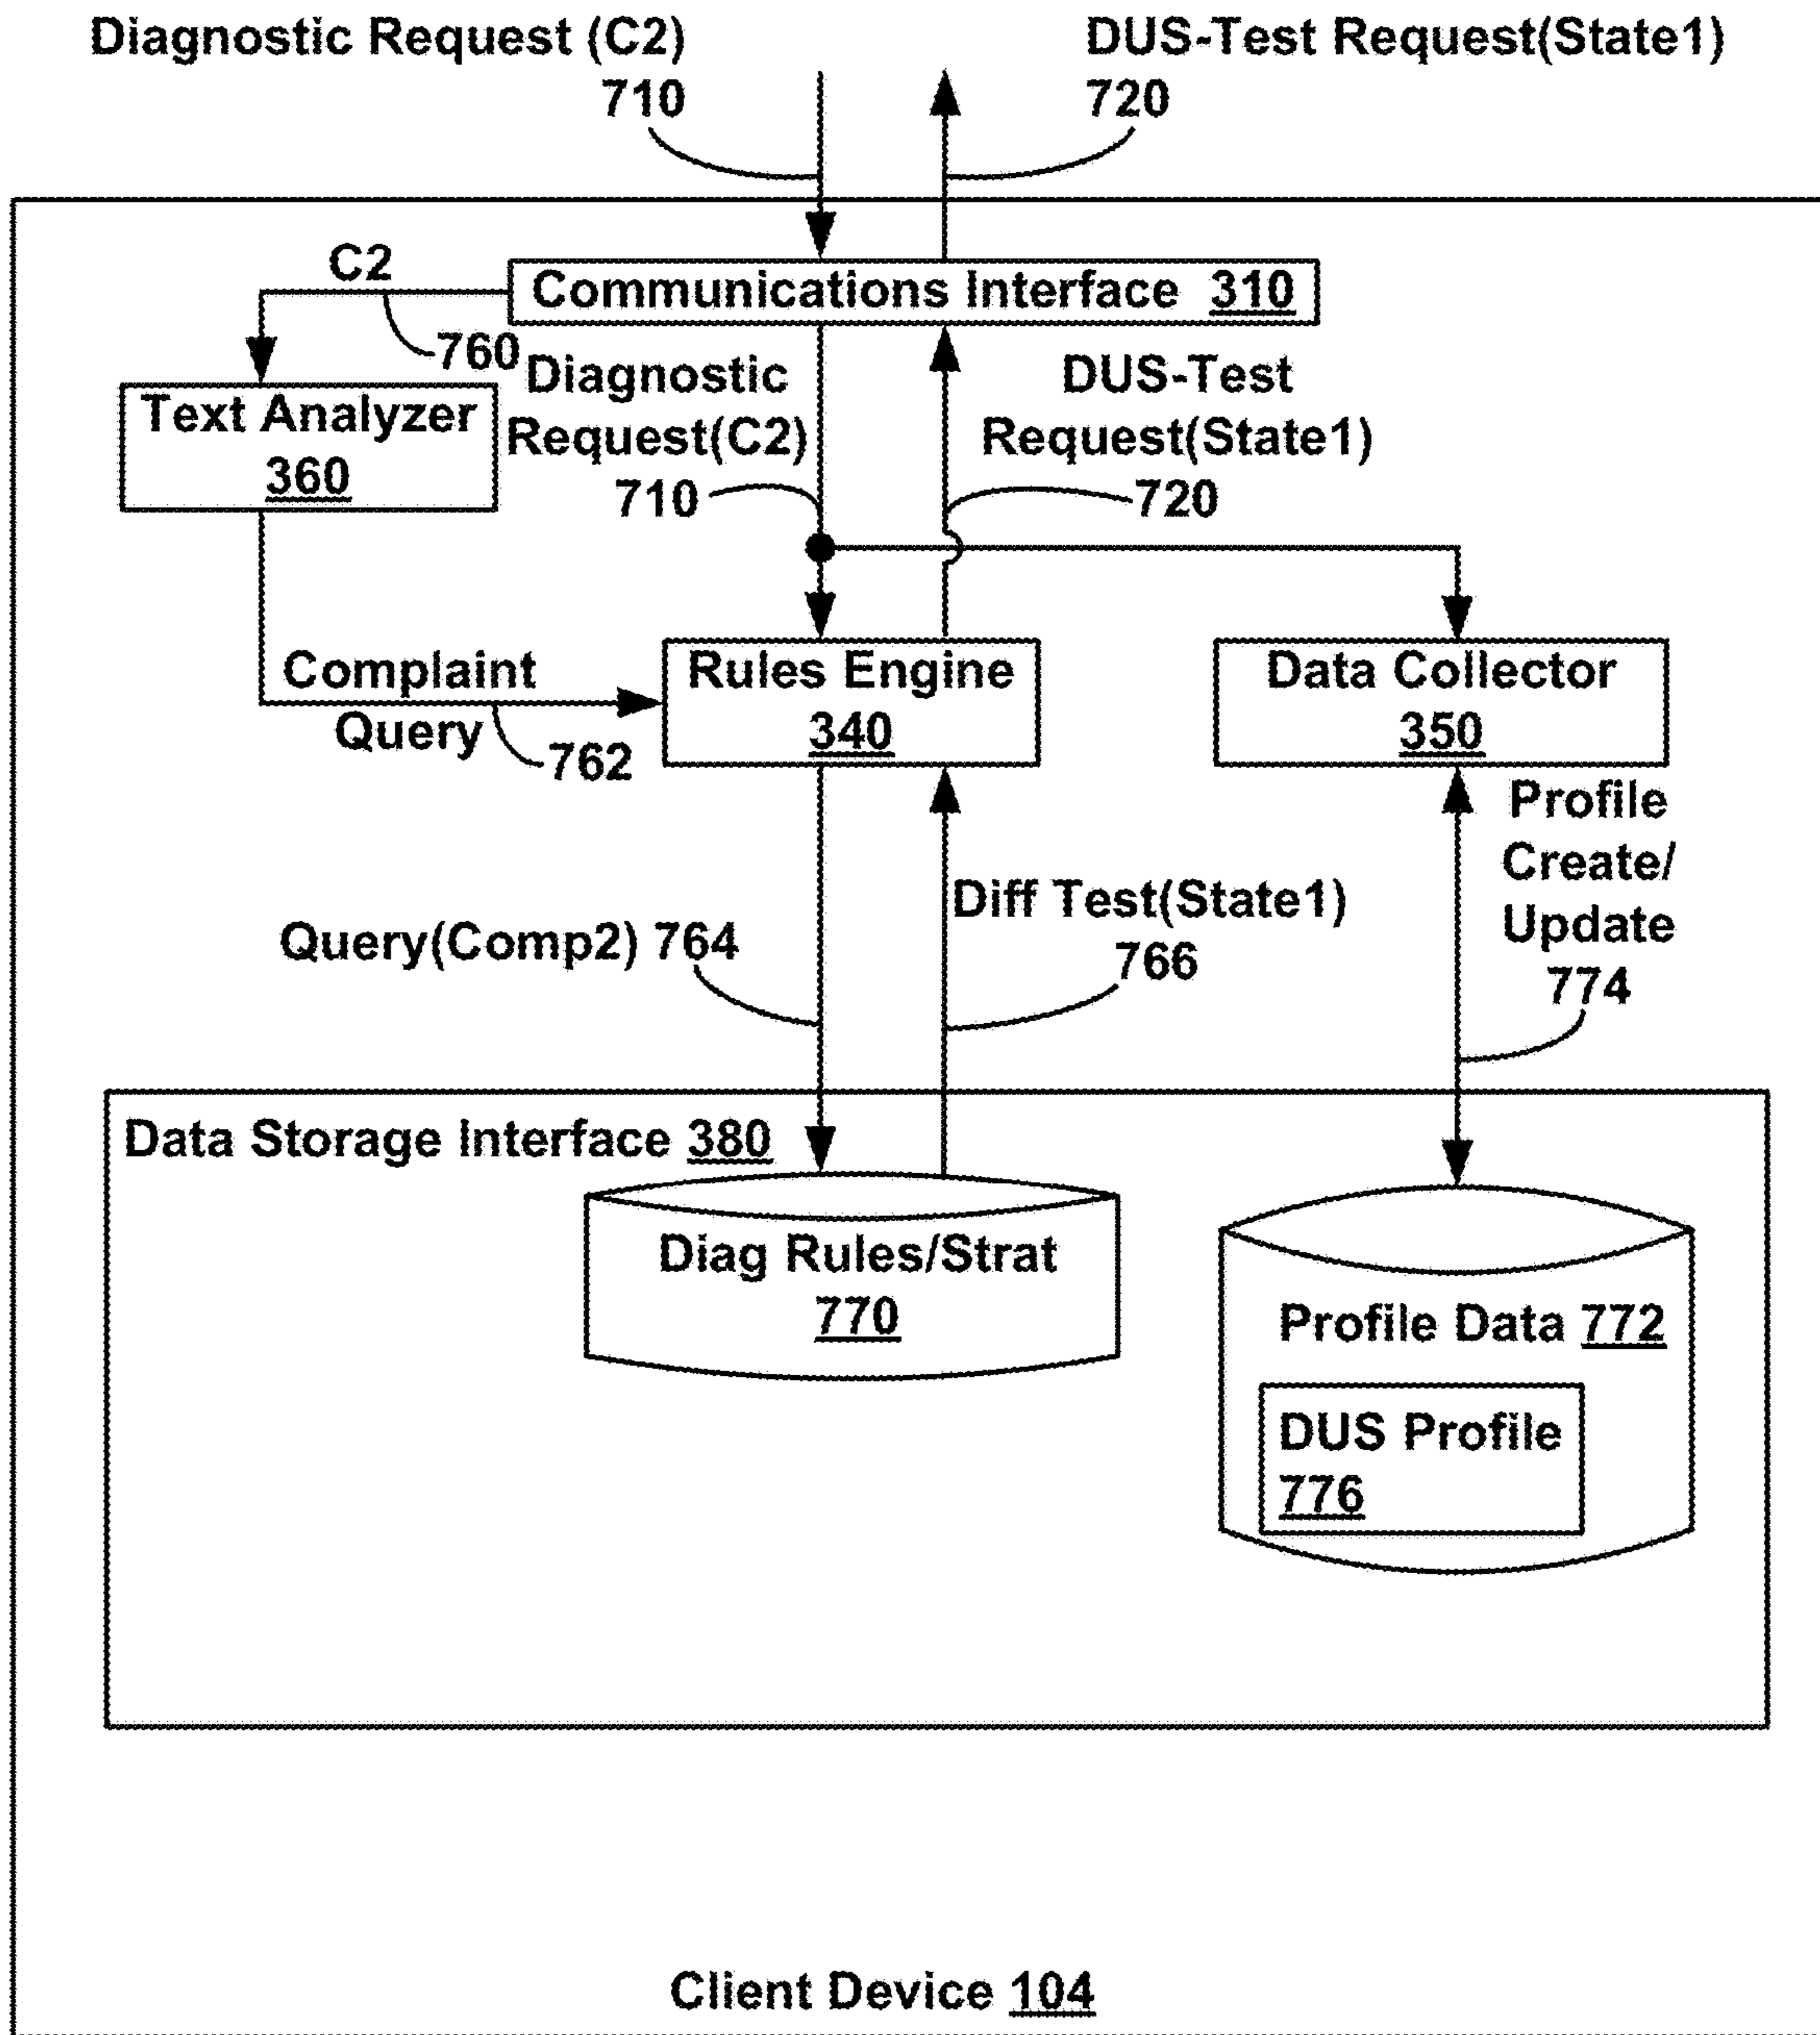 Diagnostic Request (C2)
710
DUS-Test Request(State1)
720
C2
Communications Interface 310
760
Text Analyzer
360
Diagnostic
Request(C2)
710
DUS-Test
Request(State1)
720
Complaint
Query
762
Rules Engine
340
Data Collector
350
Profile
Create/
Update
774
Query(Comp2) 764
Diff Test(State1)
766
Data Storage Interface 380
Diag Rules/Strat
770
Profile Data 772
DUS Profile
776
Client Device 104